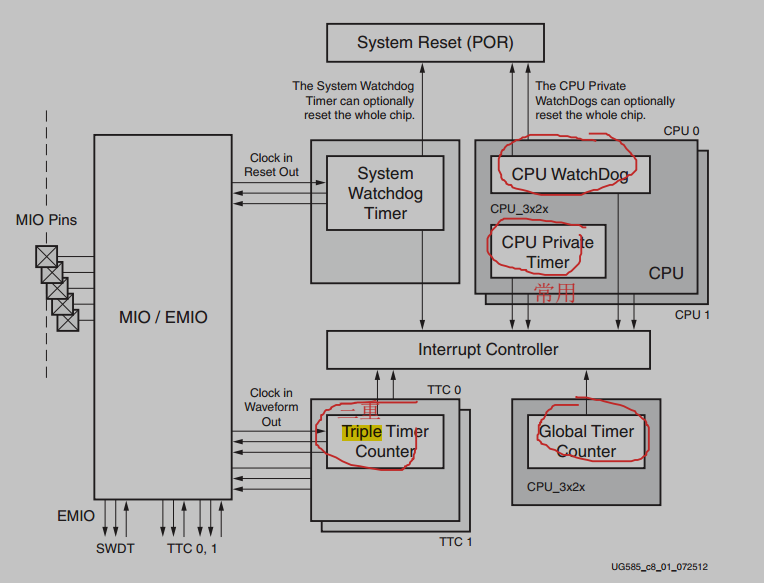 System Reset (POR)
The System Watchdog
Timer can optionally
reset the whole chip.
The CPU Private
WatchDogs can optionally
reset the whole chip.
CPU 0
Clock in
Reset Out
System
Watchdog
Timer
CPU WatchDog
CPU_3x2x
CPU Private
Timer
CPU
常用
CPU 1
MIO Pins
MIO / EMIO
Interrupt Controller
Clock in
Waveform
Out
TTC 0
三重
Triple Timer
Counter
Global Timer
Counter
CPU_3x2x
TTC 1
EMIO
SWDT
TTC 0, 1
UG585_c8_01_072512